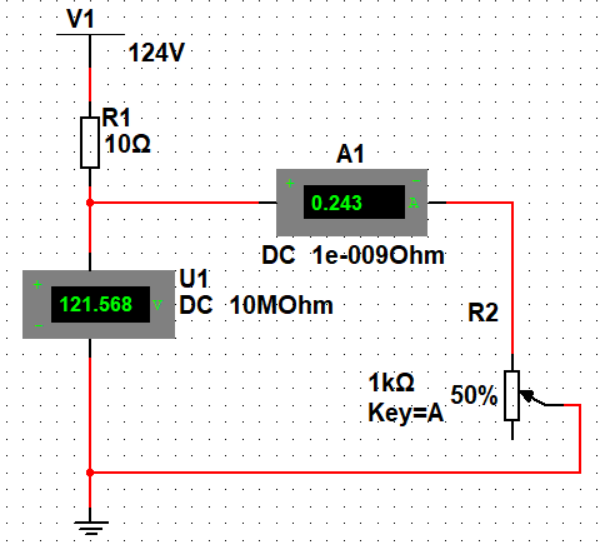 V1
124V
R1
10Ω
A1
+ −
0.243 A
DC 1e-009Ohm
U1
+
121.568 V
−
DC 10MOhm
R2
1kΩ
50%
Key=A